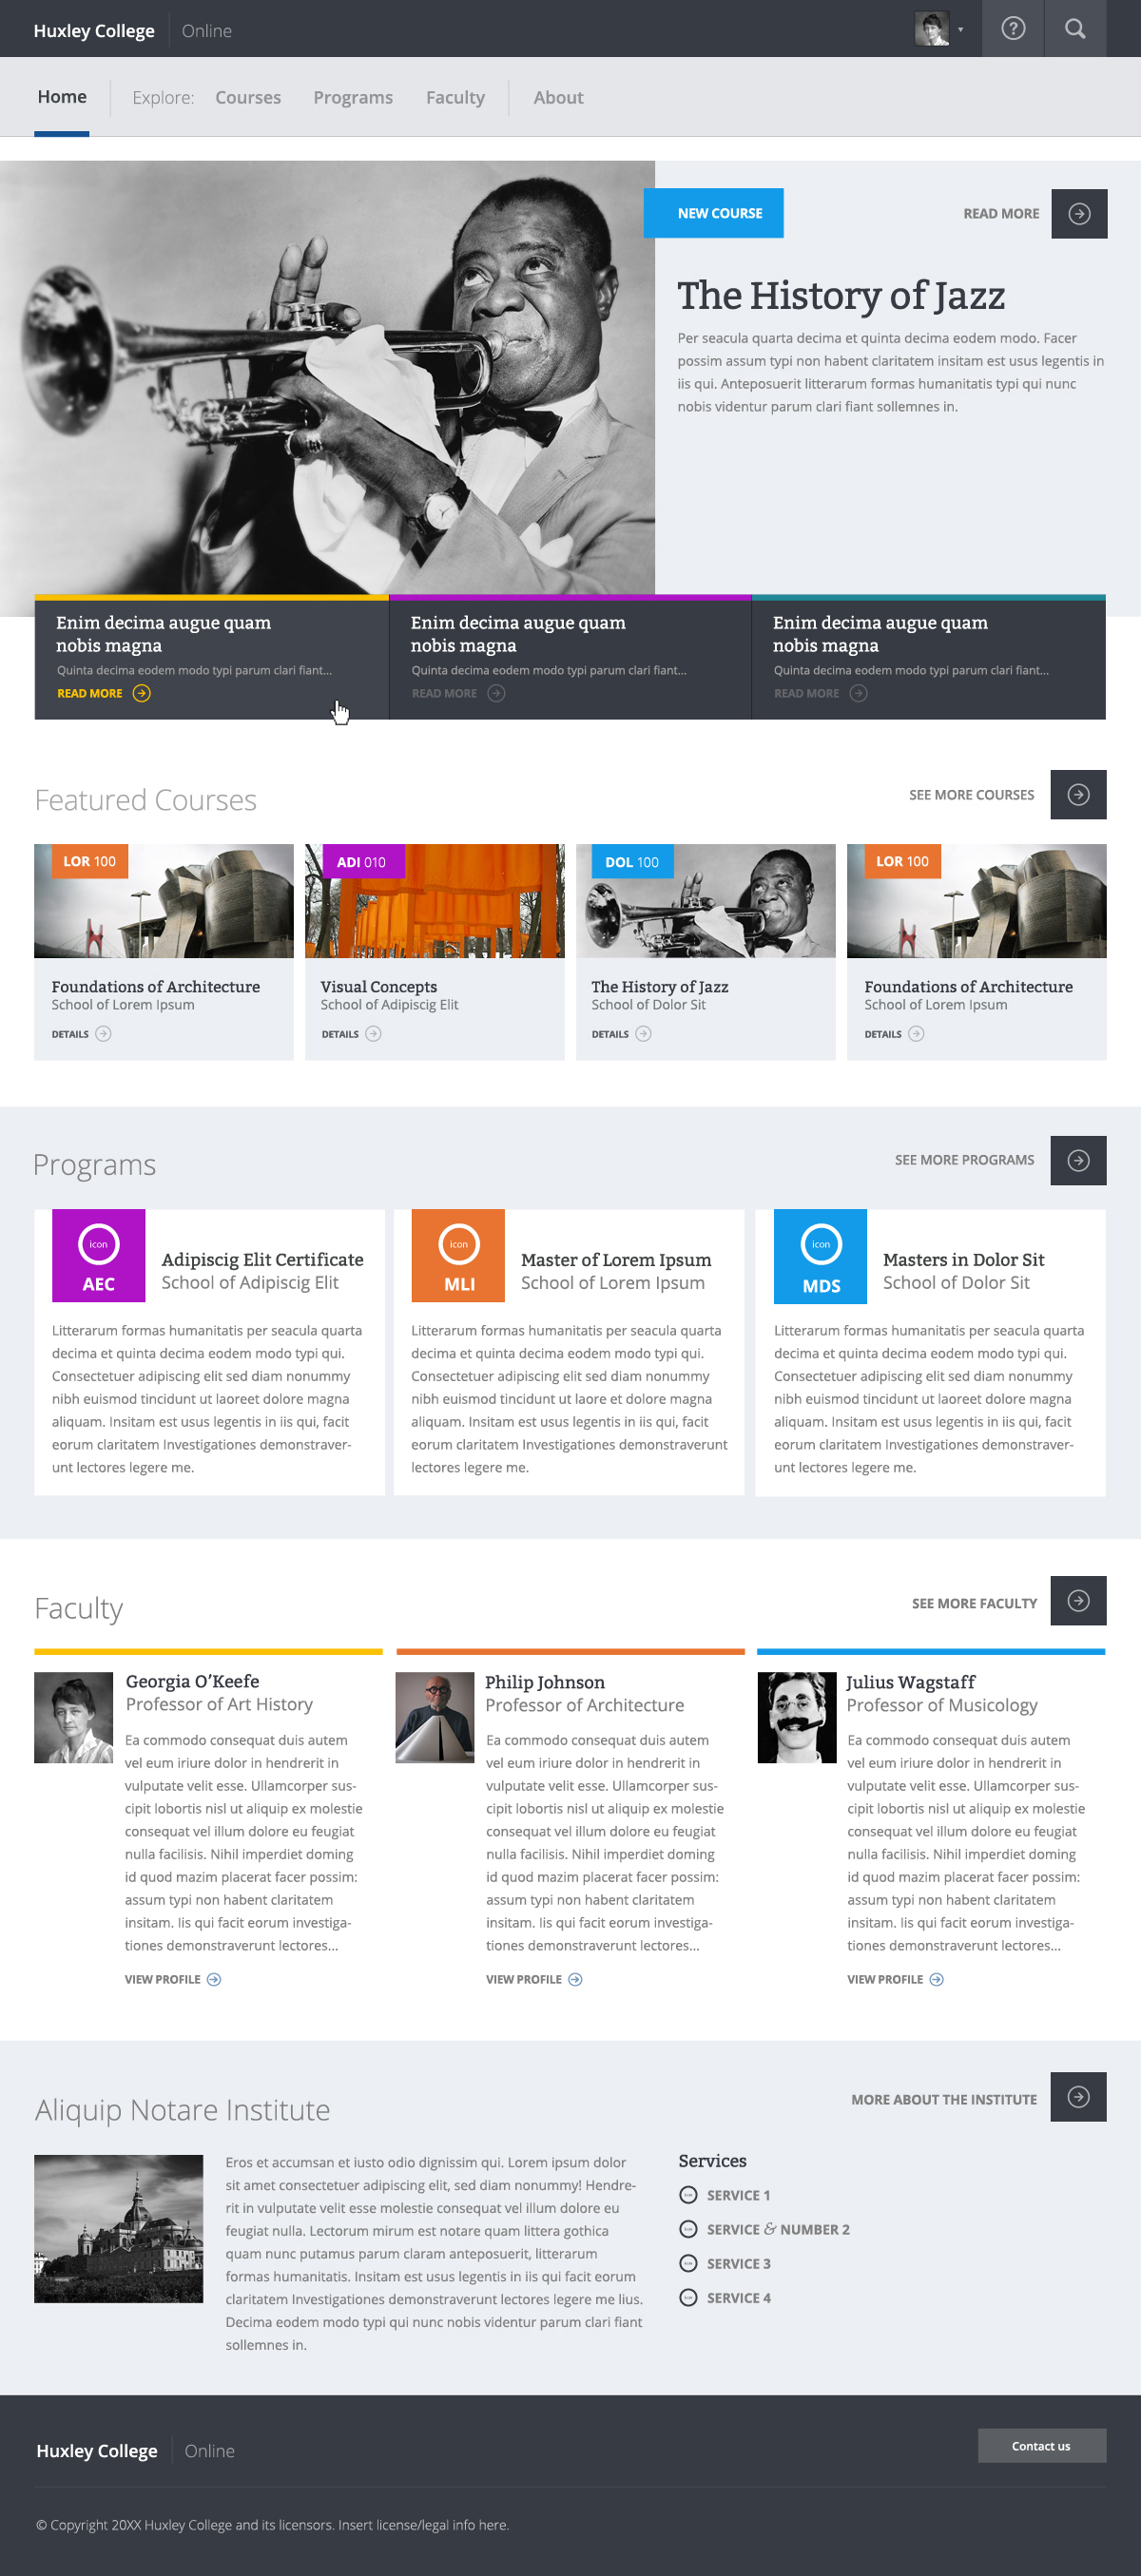 Huxley College Online
Home Explore: Courses Programs Faculty About
NEW COURSE
READ MORE
The History of Jazz
Per seacula quarta decima et quinta decima eodem modo. Facer
possim assum typi non habent claritatem insitam est usus legentis in
iis qui. Anteposuerit litterarum formas humanitatis typi qui nunc
nobis videntur parum clari fiant sollemnes in.
Enim decima augue quam
nobis magna
Quinta decima eodem modo typi parum clari fiant...
READ MORE
Enim decima augue quam
nobis magna
Quinta decima eodem modo typi parum clari fiant...
READ MORE
Enim decima augue quam
nobis magna
Quinta decima eodem modo typi parum clari fiant...
READ MORE
Featured Courses
SEE MORE COURSES
LOR 100
Foundations of Architecture
School of Lorem Ipsum
DETAILS
ADI 010
Visual Concepts
School of Adipiscig Elit
DETAILS
DOL 100
The History of Jazz
School of Dolor Sit
DETAILS
LOR 100
Foundations of Architecture
School of Lorem Ipsum
DETAILS
Programs
SEE MORE PROGRAMS
icon
AEC
Adipiscig Elit Certificate
School of Adipiscig Elit
Litterarum formas humanitatis per seacula quarta
decima et quinta decima eodem modo typi qui.
Consectetuer adipiscing elit sed diam nonummy
nibh euismod tincidunt ut laoreet dolore magna
aliquam. Insitam est usus legentis in iis qui, facit
eorum claritatem Investigationes demonstraver-
unt lectores legere me.
icon
MLI
Master of Lorem Ipsum
School of Lorem Ipsum
Litterarum formas humanitatis per seacula quarta
decima et quinta decima eodem modo typi qui.
Consectetuer adipiscing elit sed diam nonummy
nibh euismod tincidunt ut laore et dolore magna
aliquam. Insitam est usus legentis in iis qui, facit
eorum claritatem Investigationes demonstraverunt
lectores legere me.
icon
MDS
Masters in Dolor Sit
School of Dolor Sit
Litterarum formas humanitatis per seacula quarta
decima et quinta decima eodem modo typi qui.
Consectetuer adipiscing elit sed diam nonummy
nibh euismod tincidunt ut laoreet dolore magna
aliquam. Insitam est usus legentis in iis qui, facit
eorum claritatem Investigationes demonstraver-
unt lectores legere me.
Faculty
SEE MORE FACULTY
Georgia O’Keefe
Professor of Art History
Ea commodo consequat duis autem
vel eum iriure dolor in hendrerit in
vulputate velit esse. Ullamcorper sus-
cipit lobortis nisl ut aliquip ex molestie
consequat vel illum dolore eu feugiat
nulla facilisis. Nihil imperdiet doming
id quod mazim placerat facer possim:
assum typi non habent claritatem
insitam. Iis qui facit eorum investiga-
tiones demonstraverunt lectores...
VIEW PROFILE
Philip Johnson
Professor of Architecture
Ea commodo consequat duis autem
vel eum iriure dolor in hendrerit in
vulputate velit esse. Ullamcorper sus-
cipit lobortis nisl ut aliquip ex molestie
consequat vel illum dolore eu feugiat
nulla facilisis. Nihil imperdiet doming
id quod mazim placerat facer possim:
assum typi non habent claritatem
insitam. Iis qui facit eorum investiga-
tiones demonstraverunt lectores...
VIEW PROFILE
Julius Wagstaff
Professor of Musicology
Ea commodo consequat duis autem
vel eum iriure dolor in hendrerit in
vulputate velit esse. Ullamcorper sus-
cipit lobortis nisl ut aliquip ex molestie
consequat vel illum dolore eu feugiat
nulla facilisis. Nihil imperdiet doming
id quod mazim placerat facer possim:
assum typi non habent claritatem
insitam. Iis qui facit eorum investiga-
tiones demonstraverunt lectores...
VIEW PROFILE
Aliquip Notare Institute
MORE ABOUT THE INSTITUTE
Eros et accumsan et iusto odio dignissim qui. Lorem ipsum dolor
sit amet consectetuer adipiscing elit, sed diam nonummy! Hendre-
rit in vulputate velit esse molestie consequat vel illum dolore eu
feugiat nulla. Lectorum mirum est notare quam littera gothica
quam nunc putamus parum claram anteposuerit, litterarum
formas humanitatis. Insitam est usus legentis in iis qui facit eorum
claritatem Investigationes demonstraverunt lectores legere me lius.
Decima eodem modo typi qui nunc nobis videntur parum clari fiant
sollemnes in.
Services
SERVICE 1
SERVICE & NUMBER 2
SERVICE 3
SERVICE 4
Huxley College Online
Contact us
© Copyright 20XX Huxley College and its licensors. Insert license/legal info here.